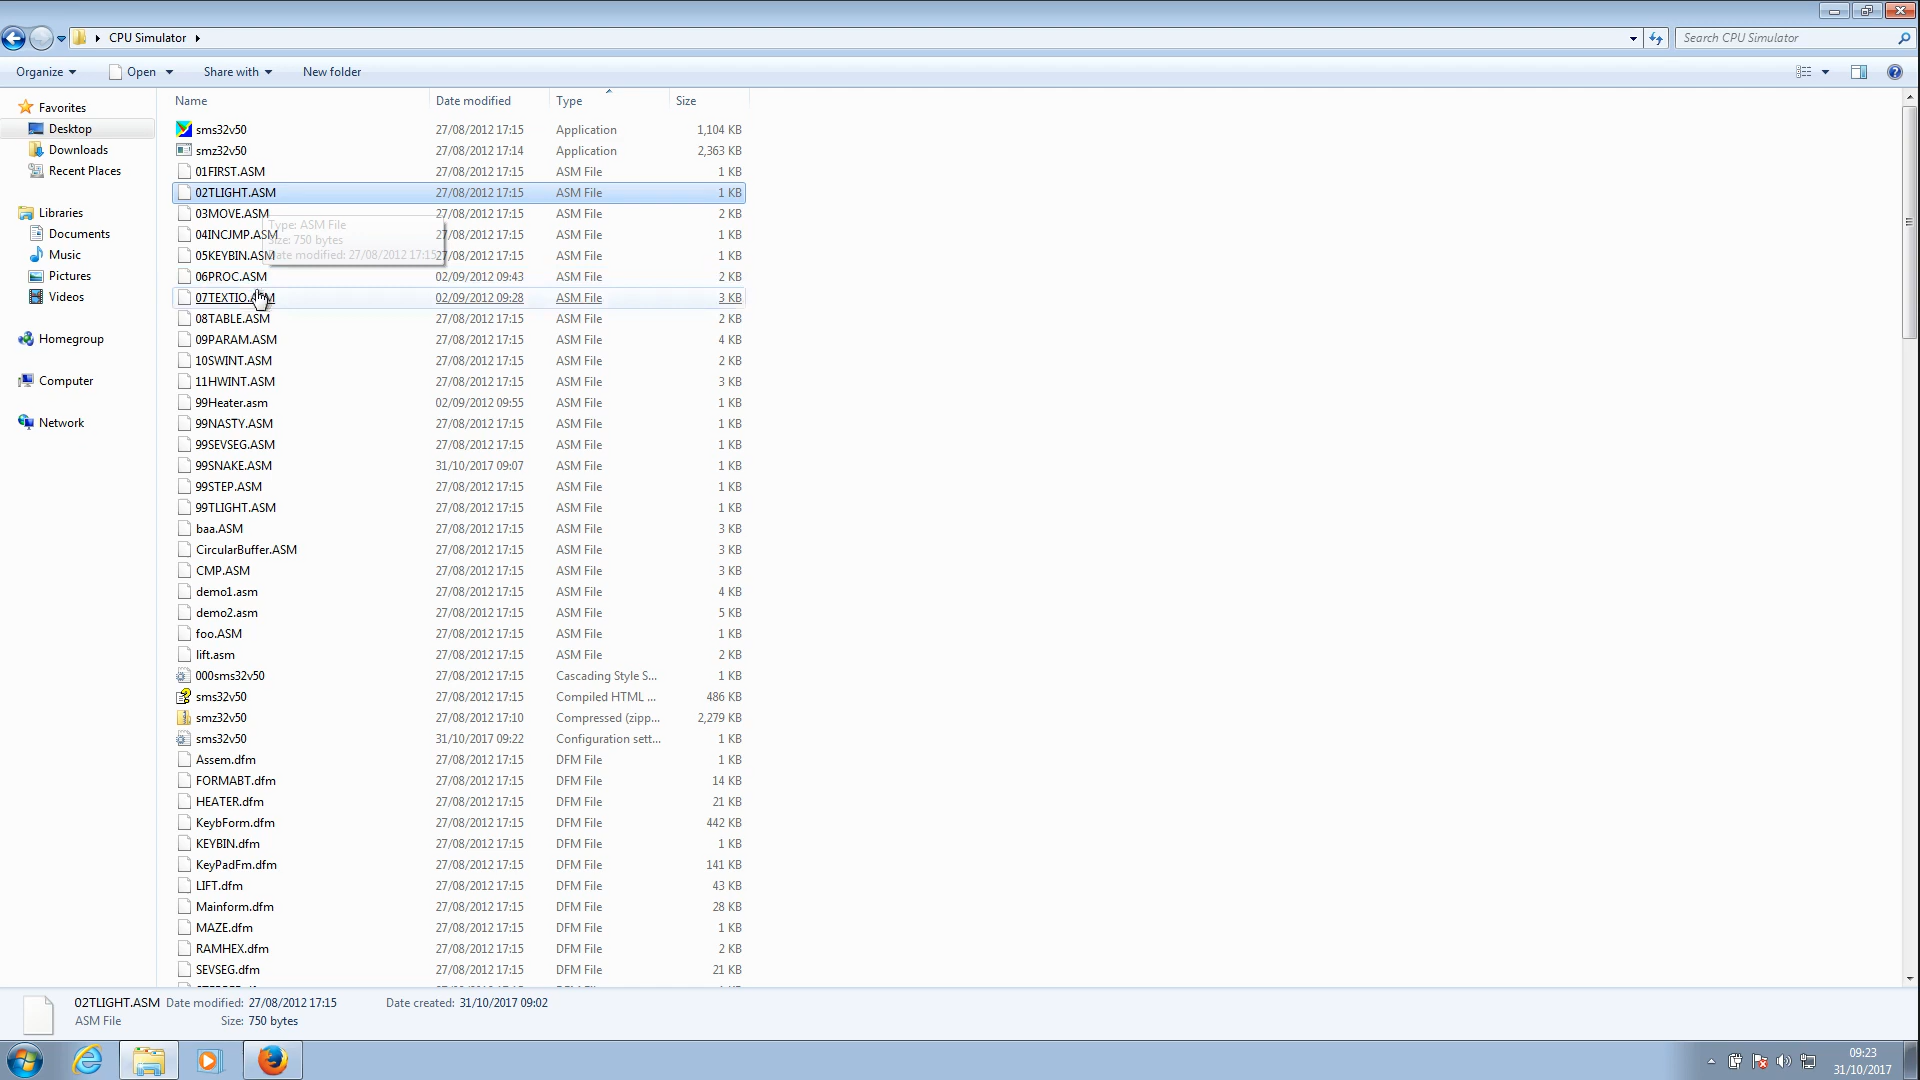 CPU Simulator
Search CPU Simulator
Organize Open Share with New folder
Name Date modified Type Size
Favorites
Desktop
Downloads
Recent Places
Libraries
Documents
Music
Pictures
Videos
Homegroup
Computer
Network
sms32v50 27/08/2012 17:15 Application 1,104 KB
smz32v50 27/08/2012 17:14 Application 2,363 KB
01FIRST.ASM 27/08/2012 17:15 ASM File 1 KB
02TLIGHT.ASM 27/08/2012 17:15 ASM File 1 KB
03MOVE.ASM 27/08/2012 17:15 ASM File 2 KB
Type: ASM File
04INCJMP.ASM 27/08/2012 17:15 ASM File 1 KB
Size: 750 bytes
05KEYBIN.ASM 27/08/2012 17:15 ASM File 1 KB
Date modified: 27/08/2012 17:15
06PROC.ASM 02/09/2012 09:43 ASM File 2 KB
07TEXTIO.ASM 02/09/2012 09:28 ASM File 3 KB
08TABLE.ASM 27/08/2012 17:15 ASM File 2 KB
09PARAM.ASM 27/08/2012 17:15 ASM File 4 KB
10SWINT.ASM 27/08/2012 17:15 ASM File 2 KB
11HWINT.ASM 27/08/2012 17:15 ASM File 3 KB
99Heater.asm 02/09/2012 09:55 ASM File 1 KB
99NASTY.ASM 27/08/2012 17:15 ASM File 1 KB
99SEVSEG.ASM 27/08/2012 17:15 ASM File 1 KB
99SNAKE.ASM 31/10/2017 09:07 ASM File 1 KB
99STEP.ASM 27/08/2012 17:15 ASM File 1 KB
99TLIGHT.ASM 27/08/2012 17:15 ASM File 1 KB
baa.ASM 27/08/2012 17:15 ASM File 3 KB
CircularBuffer.ASM 27/08/2012 17:15 ASM File 3 KB
CMP.ASM 27/08/2012 17:15 ASM File 3 KB
demo1.asm 27/08/2012 17:15 ASM File 4 KB
demo2.asm 27/08/2012 17:15 ASM File 5 KB
foo.ASM 27/08/2012 17:15 ASM File 1 KB
lift.asm 27/08/2012 17:15 ASM File 2 KB
000sms32v50 27/08/2012 17:15 Cascading Style S... 1 KB
sms32v50 27/08/2012 17:15 Compiled HTML ... 486 KB
smz32v50 27/08/2012 17:10 Compressed (zipp... 2,279 KB
sms32v50 31/10/2017 09:22 Configuration sett... 1 KB
Assem.dfm 27/08/2012 17:15 DFM File 1 KB
FORMABT.dfm 27/08/2012 17:15 DFM File 14 KB
HEATER.dfm 27/08/2012 17:15 DFM File 21 KB
KeybForm.dfm 27/08/2012 17:15 DFM File 442 KB
KEYBIN.dfm 27/08/2012 17:15 DFM File 1 KB
KeyPadFm.dfm 27/08/2012 17:15 DFM File 141 KB
LIFT.dfm 27/08/2012 17:15 DFM File 43 KB
Mainform.dfm 27/08/2012 17:15 DFM File 28 KB
MAZE.dfm 27/08/2012 17:15 DFM File 1 KB
RAMHEX.dfm 27/08/2012 17:15 DFM File 2 KB
SEVSEG.dfm 27/08/2012 17:15 DFM File 21 KB
02TLIGHT.ASM Date modified: 27/08/2012 17:15 Date created: 31/10/2017 09:02
ASM File Size: 750 bytes
09:23
31/10/2017